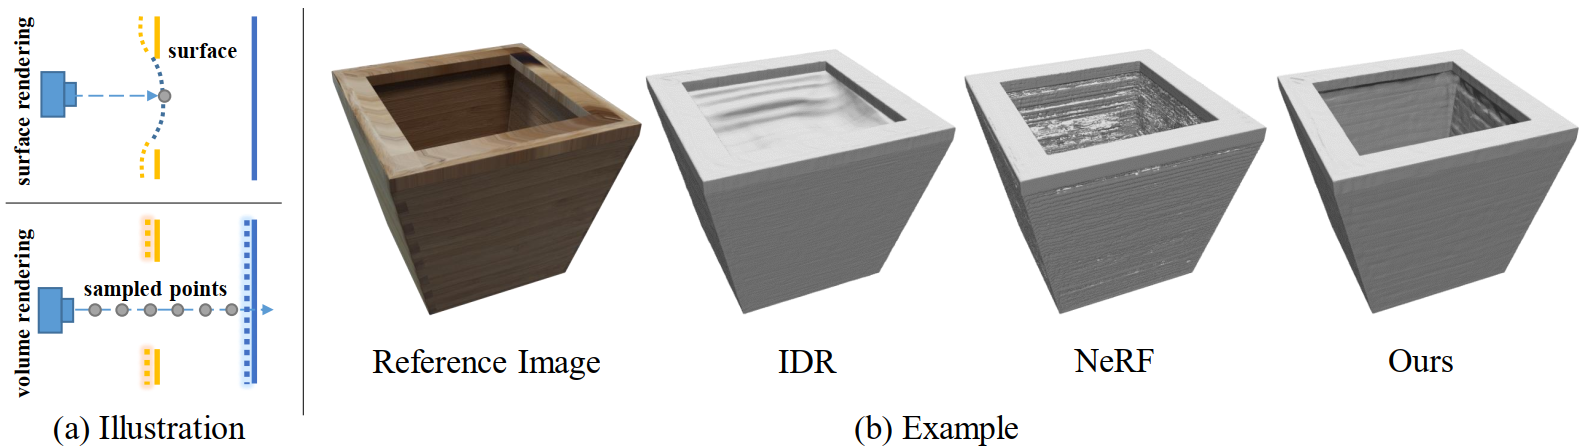 surface rendering
surface
volume rendering
sampled points
(a) Illustration
Reference Image
IDR
NeRF
Ours
(b) Example